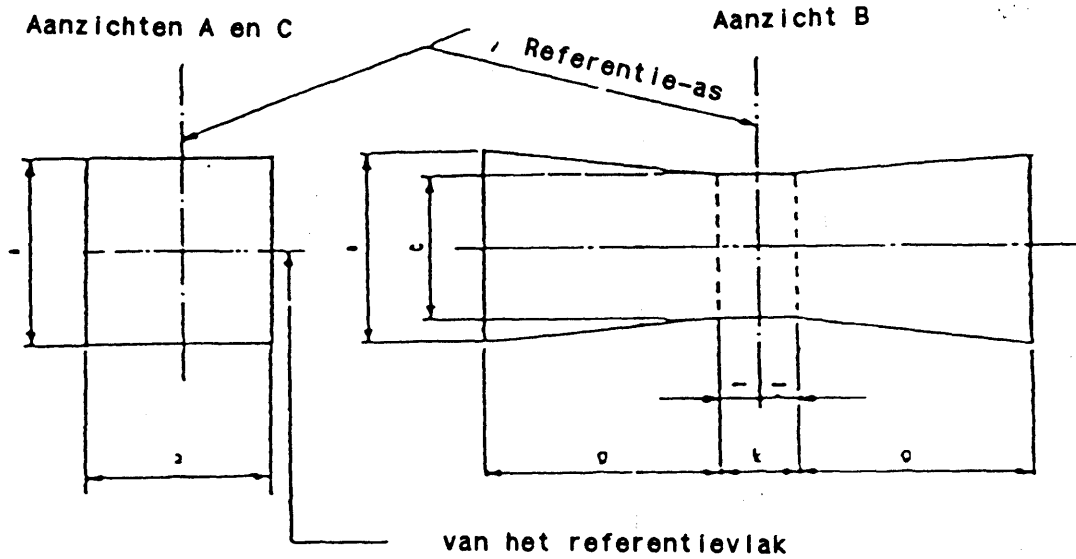 Aanzichten A en C
Aanzicht B
Referentie-as
c
a
g
k
g
van het referentievlak